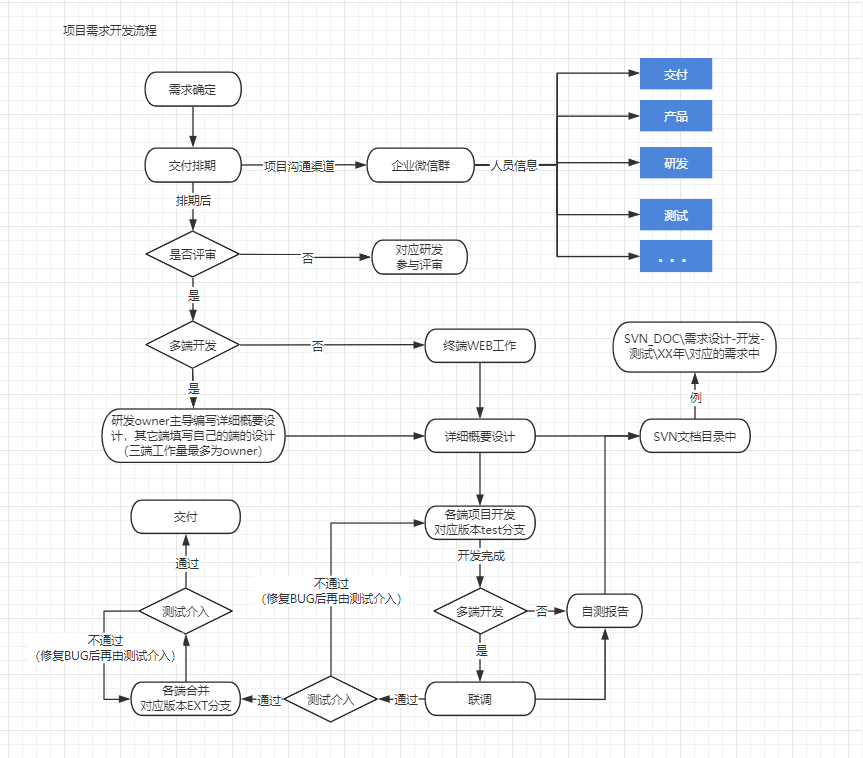 项目需求开发流程
需求确定
交付
产品
交付排期
项目沟通渠道
企业微信群
人员信息
研发
排期后
测试
是否评审
否
对应研发
参与评审
...
是
多端开发
否
终端WEB工作
SVN_DOC\需求设计-开发-
测试\XX年\对应的需求中
是
例
研发owner主导编写详细概要设
计，其它端填写自己的端的设计
（三端工作量最多为owner）
详细概要设计
SVN文档目录中
交付
各端项目开发
对应版本test分支
通过
开发完成
不通过
（修复BUG后再由测试介入）
测试介入
多端开发
否
自测报告
不通过
（修复BUG后再由测试介入）
是
各端合并
对应版本EXT分支
通过
测试介入
通过
联调